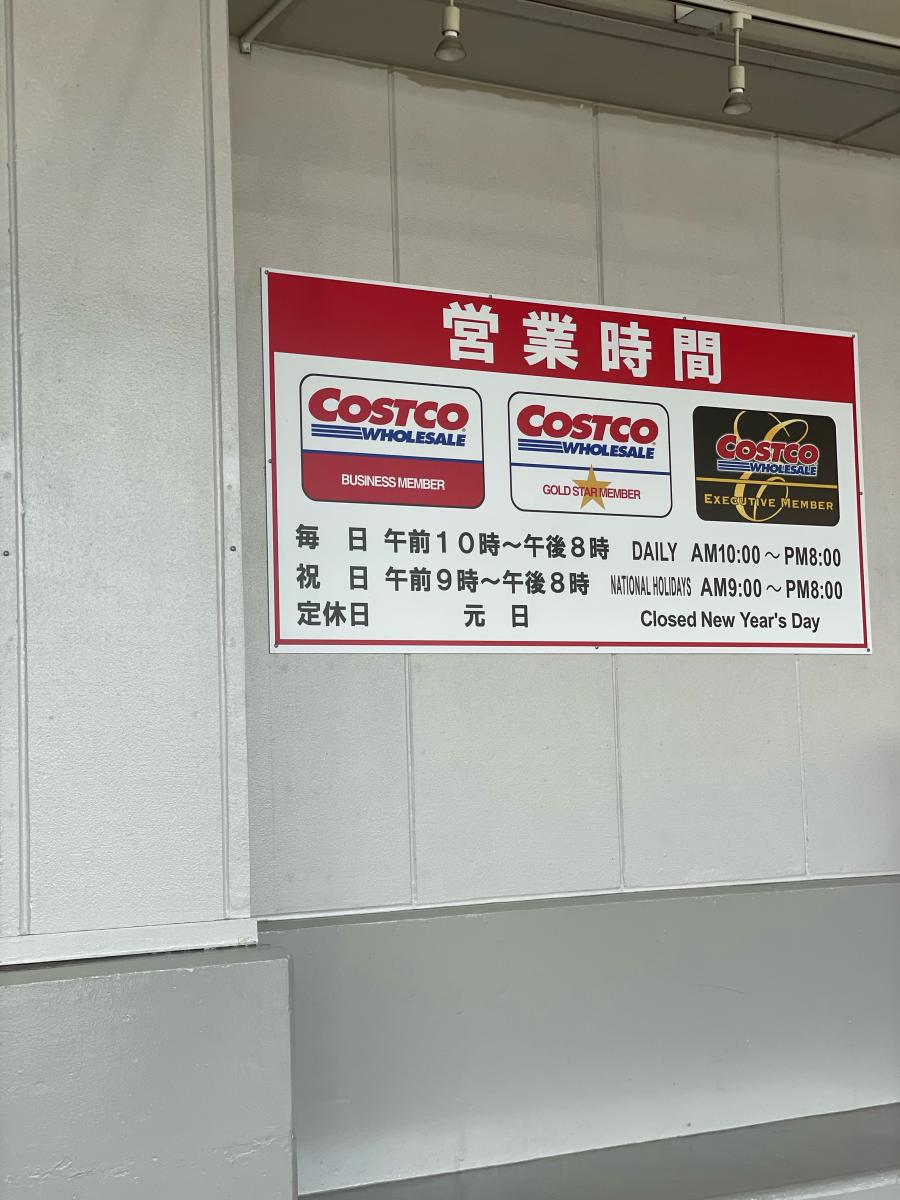 営業時間
COSTCO WHOLESALE
BUSINESS MEMBER
COSTCO WHOLESALE
GOLD STAR MEMBER
COSTCO WHOLESALE
EXECUTIVE MEMBER
毎 日 午前10時〜午後8時 DAILY AM10:00〜PM8:00
祝 日 午前9時〜午後8時 NATIONAL HOLIDAYS AM9:00〜PM8:00
定休日 元 日 Closed New Year's Day